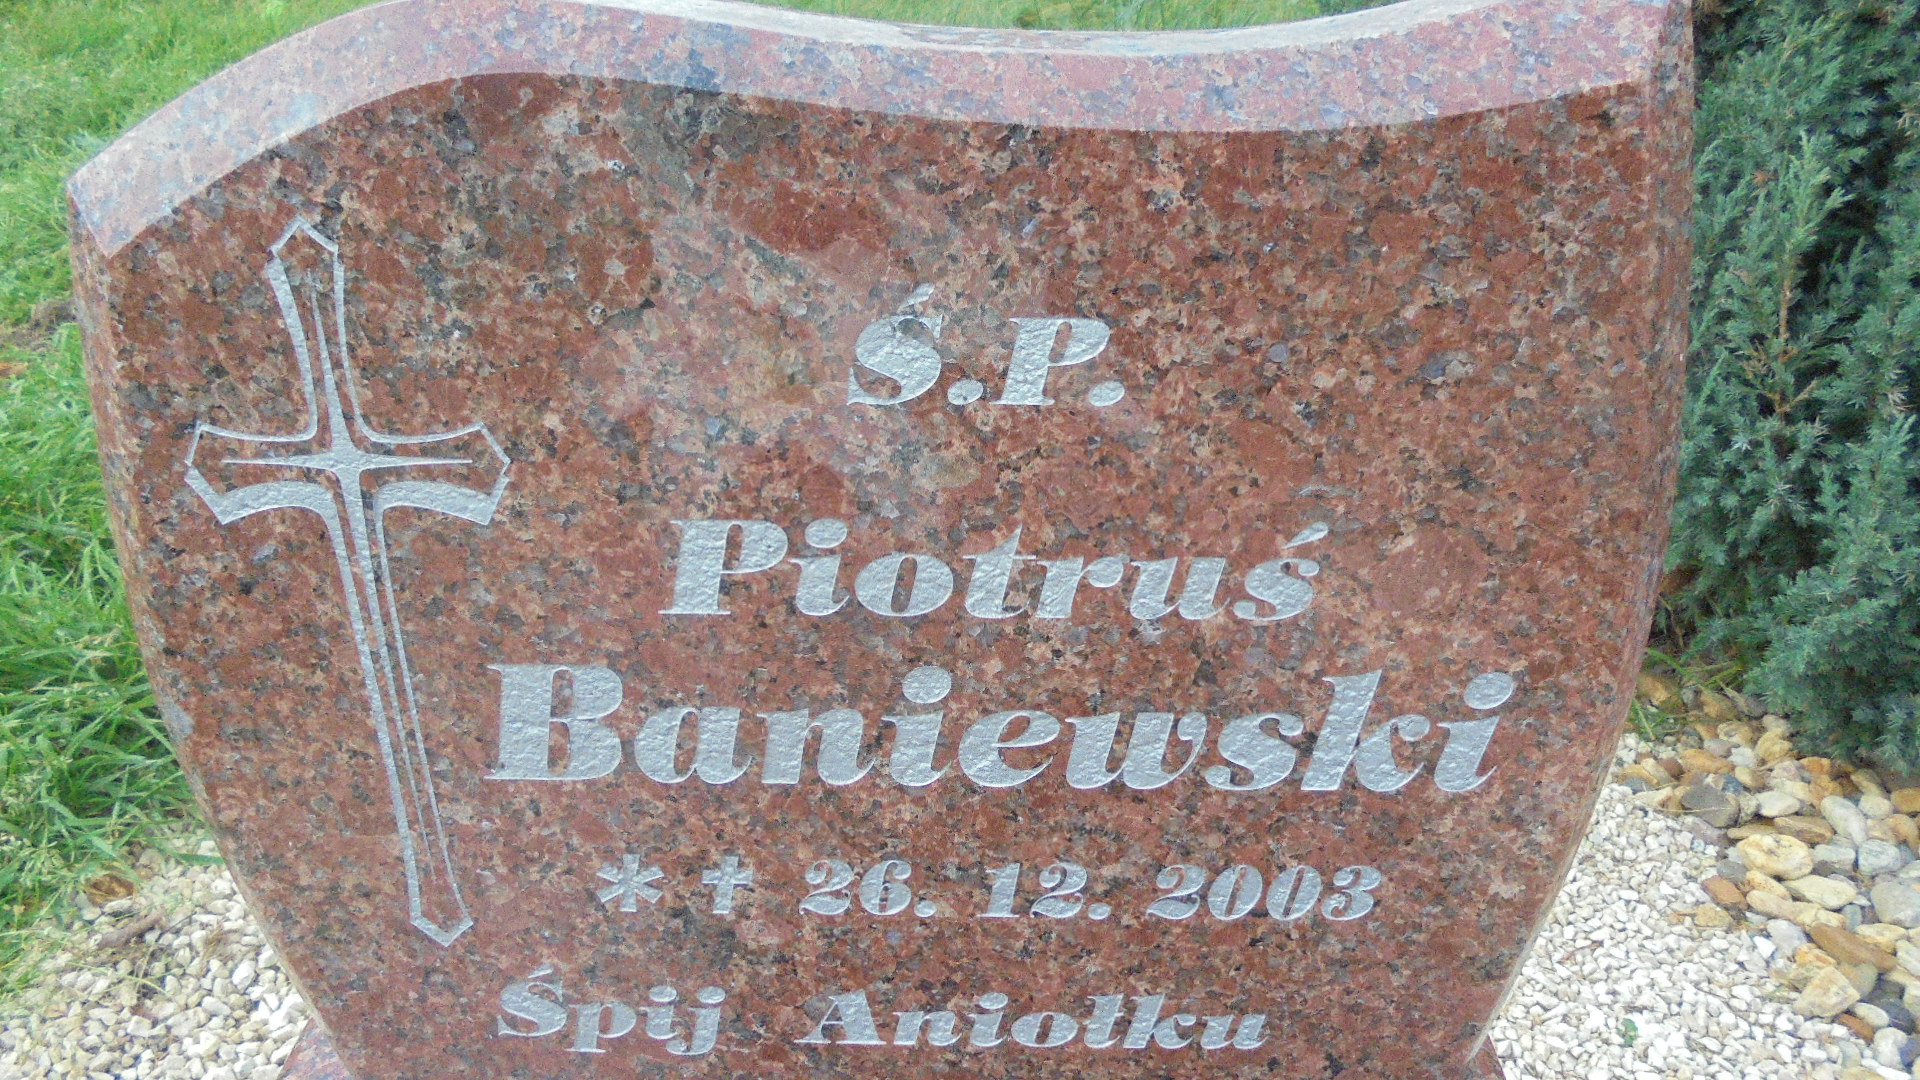 Ś.P.
Piotruś
Baniewski
* † 26. 12. 2003
Śpij Aniołku